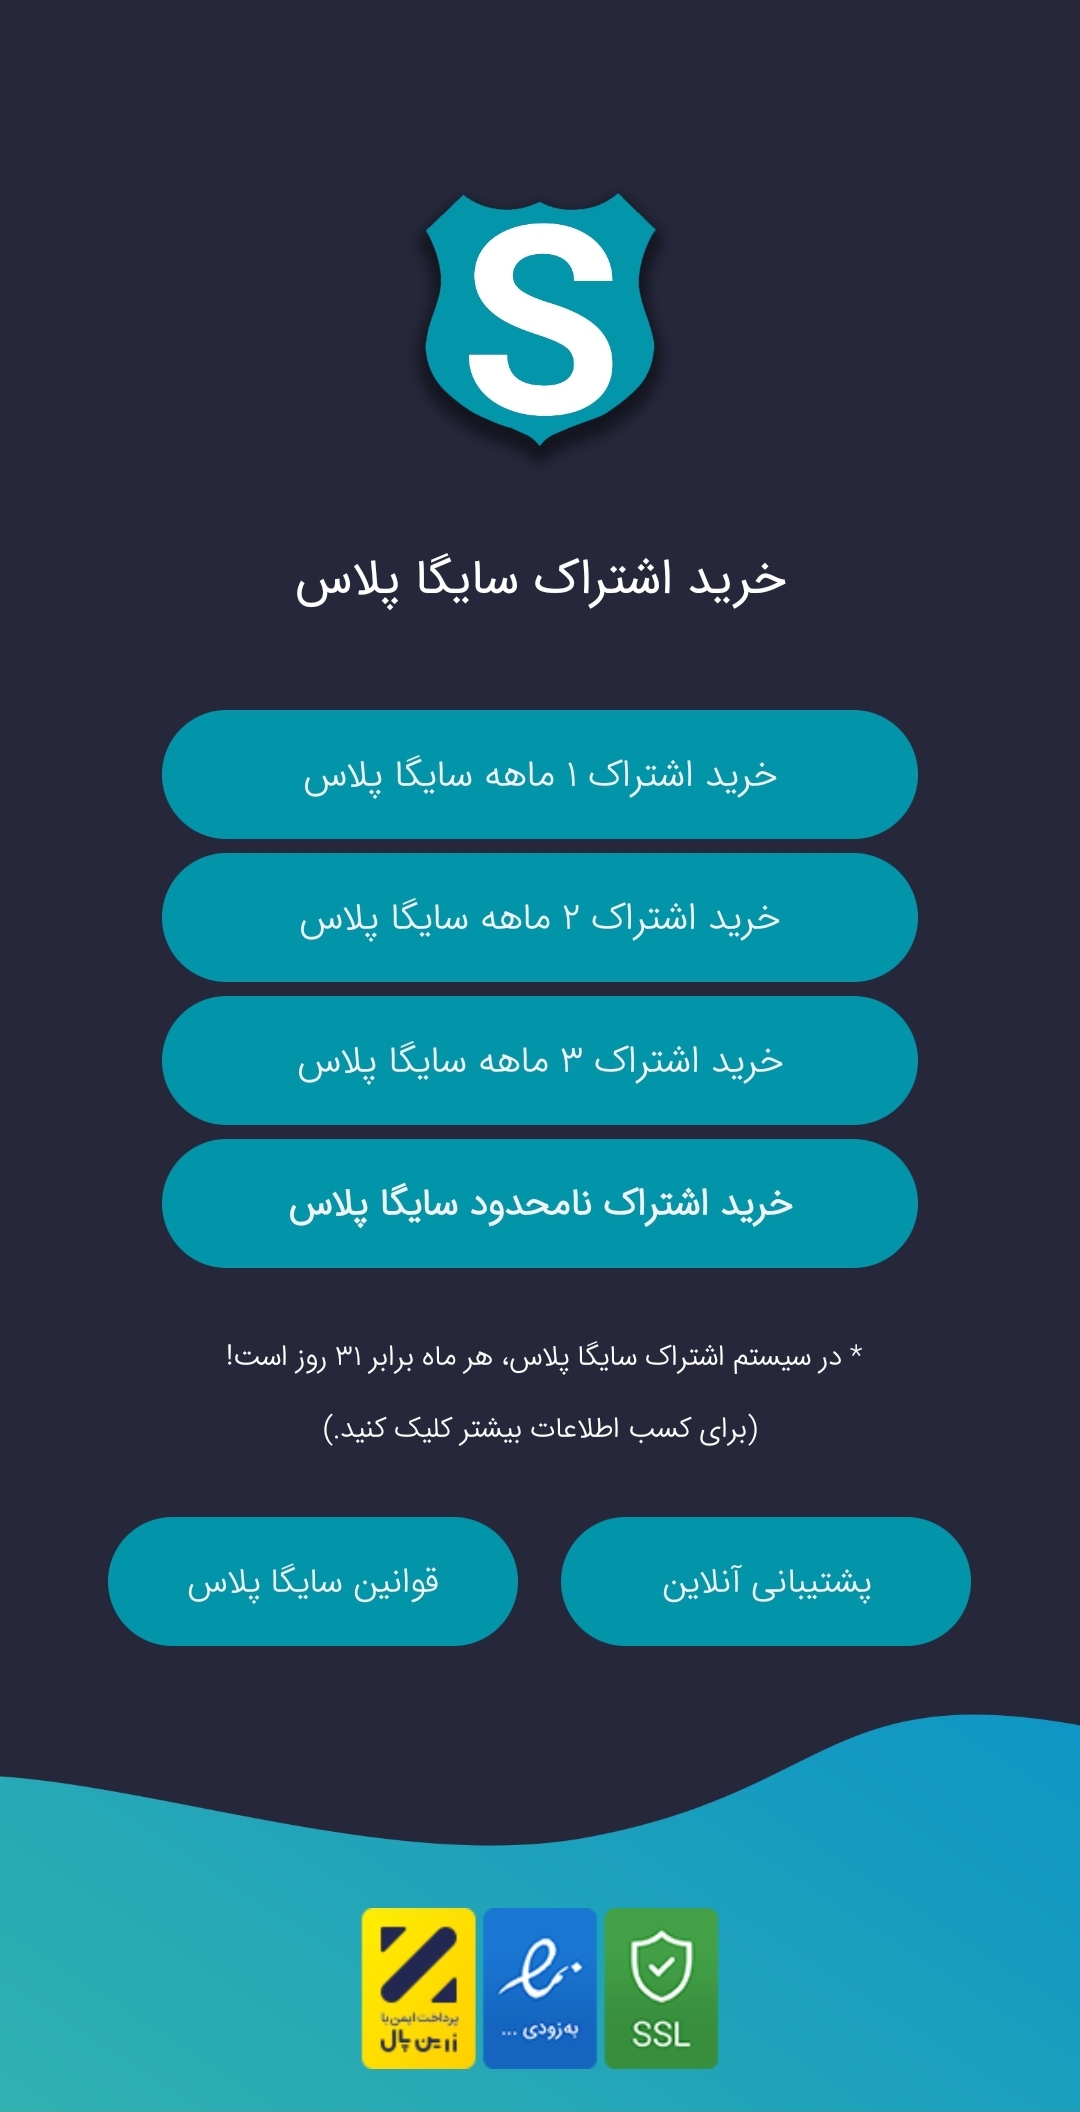 S
خرید اشتراک سایگا پلاس
خرید اشتراک ۱ ماهه سایگا پلاس
خرید اشتراک ۲ ماهه سایگا پلاس
خرید اشتراک ۳ ماهه سایگا پلاس
خرید اشتراک نامحدود سایگا پلاس
* در سیستم اشتراک سایگا پلاس، هر ماه برابر ۳۱ روز است!
(برای کسب اطلاعات بیشتر کلیک کنید.)
پشتیبانی آنلاین
قوانین سایگا پلاس
SSL
به‌زودی ...
پرداخت ایمن با
زرین پال